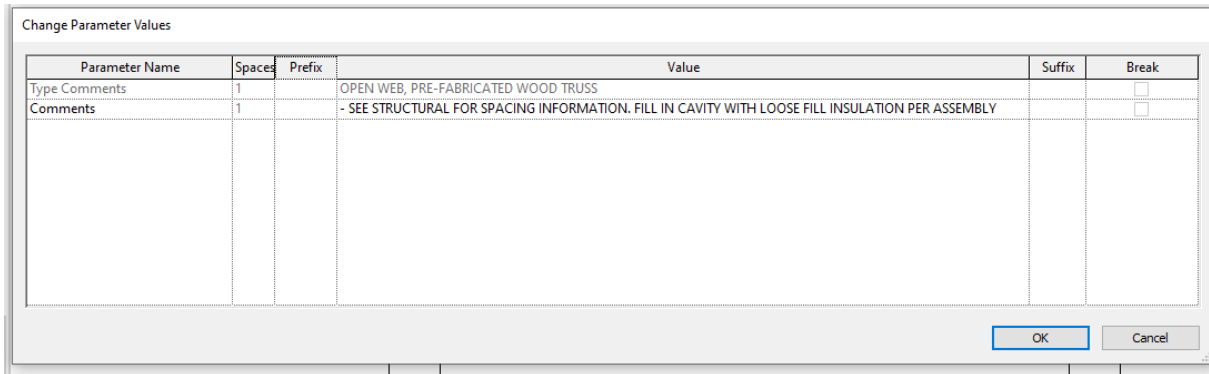 Change Parameter Values
Parameter Name Spaces Prefix Value Suffix Break
Type Comments 1 OPEN WEB, PRE-FABRICATED WOOD TRUSS
Comments 1 - SEE STRUCTURAL FOR SPACING INFORMATION. FILL IN CAVITY WITH LOOSE FILL INSULATION PER ASSEMBLY
OK Cancel